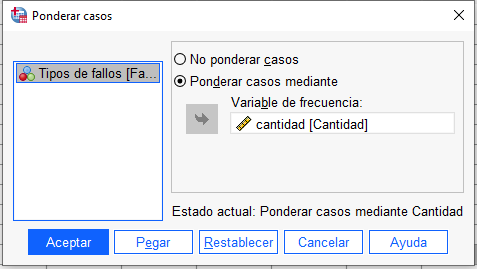 Ponderar casos
Tipos de fallos [Fa...
No ponderar casos
Ponderar casos mediante
Variable de frecuencia:
cantidad [Cantidad]
Estado actual: Ponderar casos mediante Cantidad
Aceptar
Pegar
Restablecer
Cancelar
Ayuda